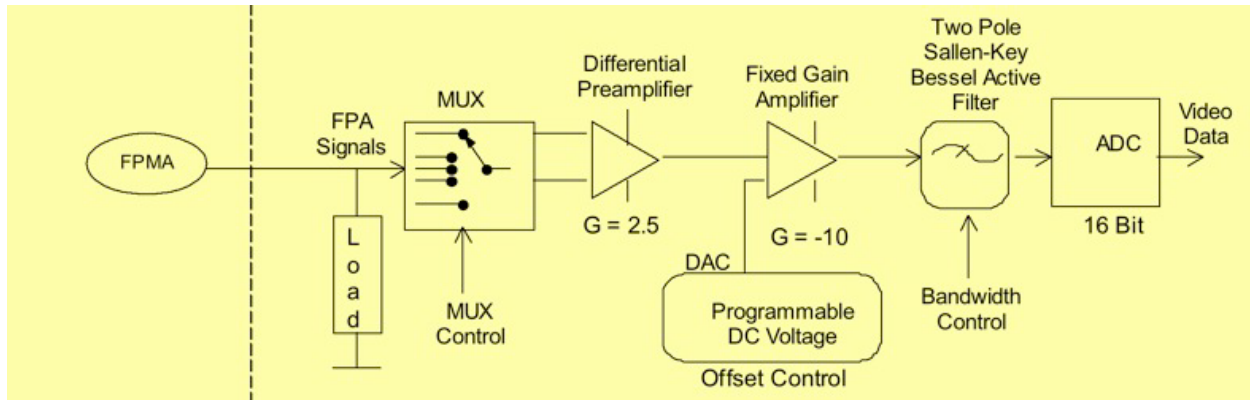 FPMA
FPA
Signals
L
o
a
d
MUX
MUX
Control
Differential
Preamplifier
G = 2.5
Fixed Gain
Amplifier
G = -10
DAC
Programmable
DC Voltage
Offset Control
Two Pole
Sallen-Key
Bessel Active
Filter
Bandwidth
Control
ADC
16 Bit
Video
Data